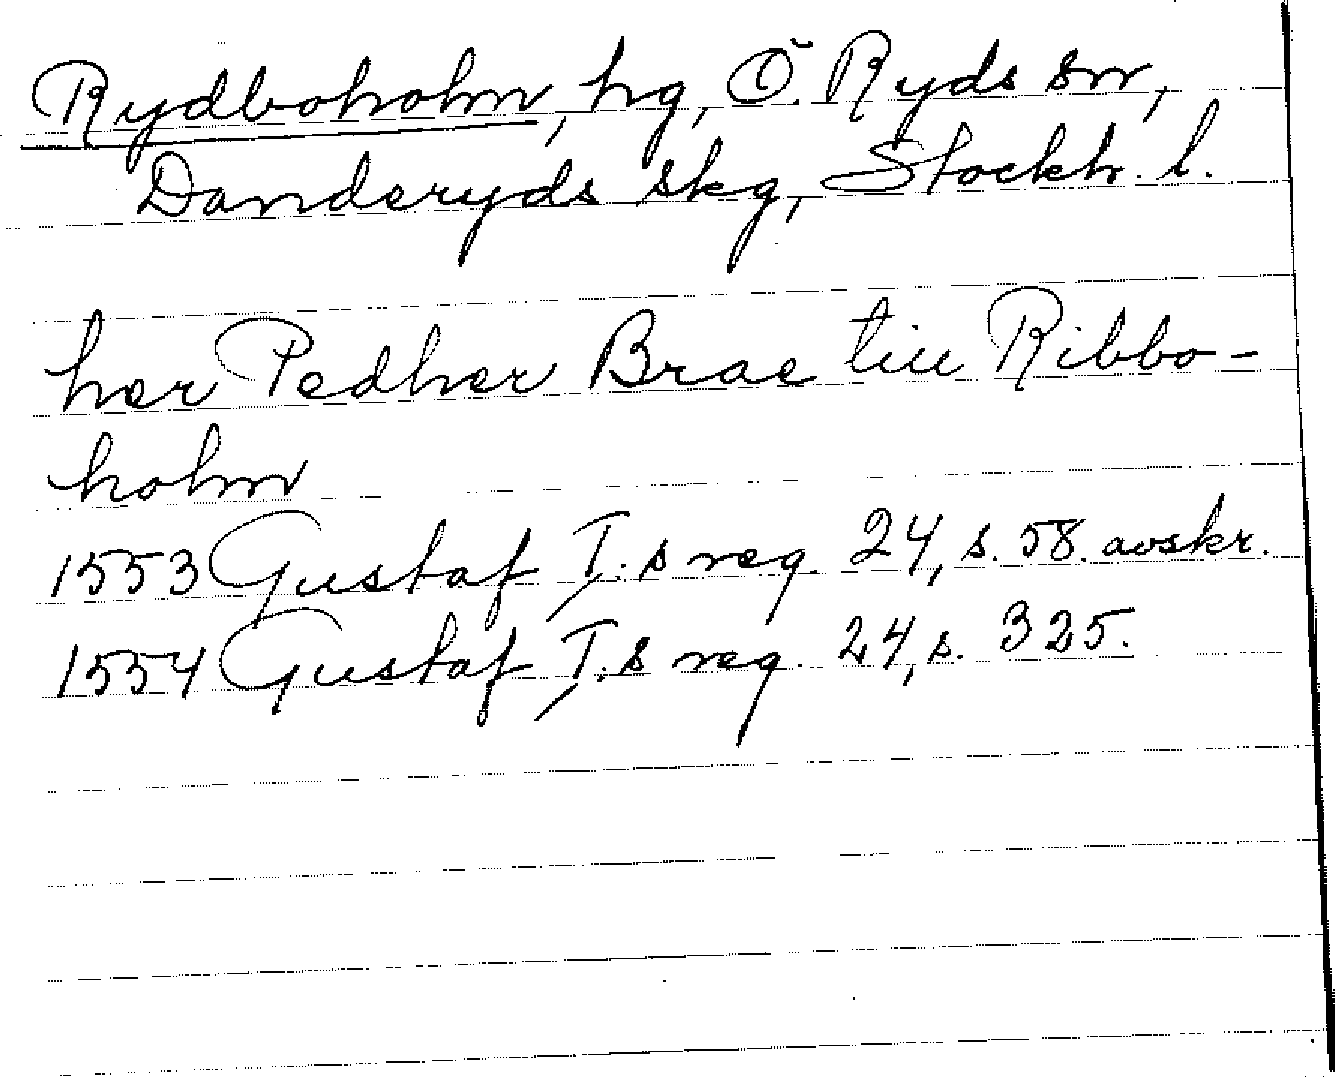 Rydboholm, hg, Ö. Ryds sn,
Danderyds skg, Stockh. l.
her Pedher Brae till Ribbo-
holm
1553 Gustaf I.s reg. 24, s. 58. avskr.
1554 Gustaf I.s reg. 24, s. 325.